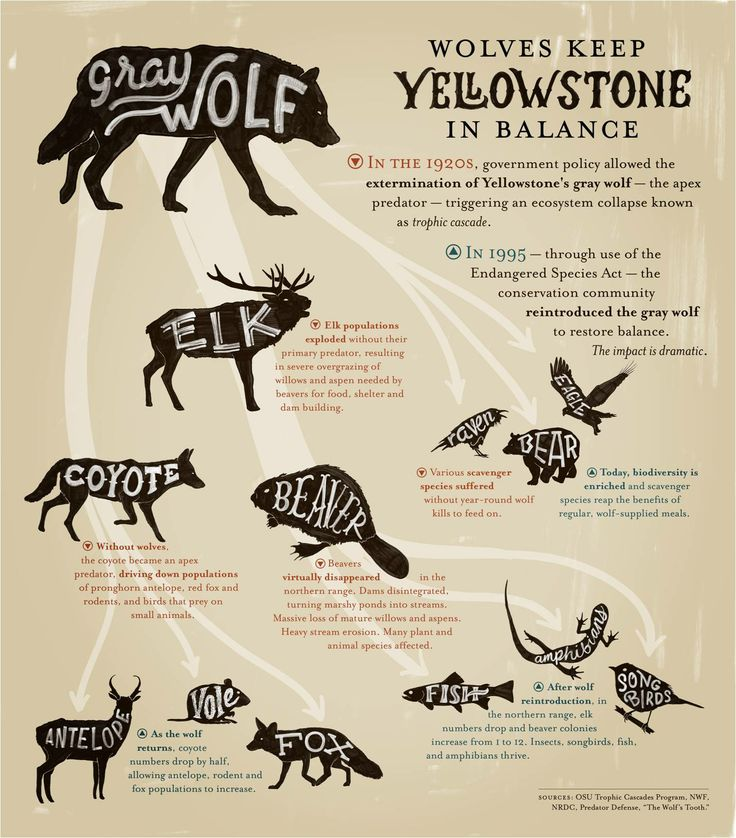 gray WOLF
WOLVES KEEP
YELLOWSTONE
IN BALANCE
IN THE 1920S, government policy allowed the
extermination of Yellowstone's gray wolf — the apex
predator — triggering an ecosystem collapse known
as trophic cascade.
IN 1995 — through use of the
Endangered Species Act — the
conservation community
reintroduced the gray wolf
to restore balance.
The impact is dramatic.
ELK
Elk populations
exploded without their
primary predator, resulting
in severe overgrazing of
willows and aspen needed by
beavers for food, shelter and
dam building.
EAGLE
raven
BEAR
Various scavenger
species suffered
without year-round wolf
kills to feed on.
Today, biodiversity is
enriched and scavenger
species reap the benefits of
regular, wolf-supplied meals.
COYOTE
Without wolves,
the coyote became an apex
predator, driving down populations
of pronghorn antelope, red fox and
rodents, and birds that prey on
small animals.
BEAVER
Beavers
virtually disappeared in the
northern range. Dams disintegrated,
turning marshy ponds into streams.
Massive loss of mature willows and aspens.
Heavy stream erosion. Many plant and
animal species affected.
ANTELOPE
Vole
FOX
As the wolf
returns, coyote
numbers drop by half,
allowing antelope, rodent and
fox populations to increase.
FISH
amphibians
SONG
BIRDS
After wolf
reintroduction, in
the northern range, elk
numbers drop and beaver colonies
increase from 1 to 12. Insects, songbirds, fish,
and amphibians thrive.
SOURCES: OSU Trophic Cascades Program, NWF,
NRDC, Predator Defense, "The Wolf's Tooth."